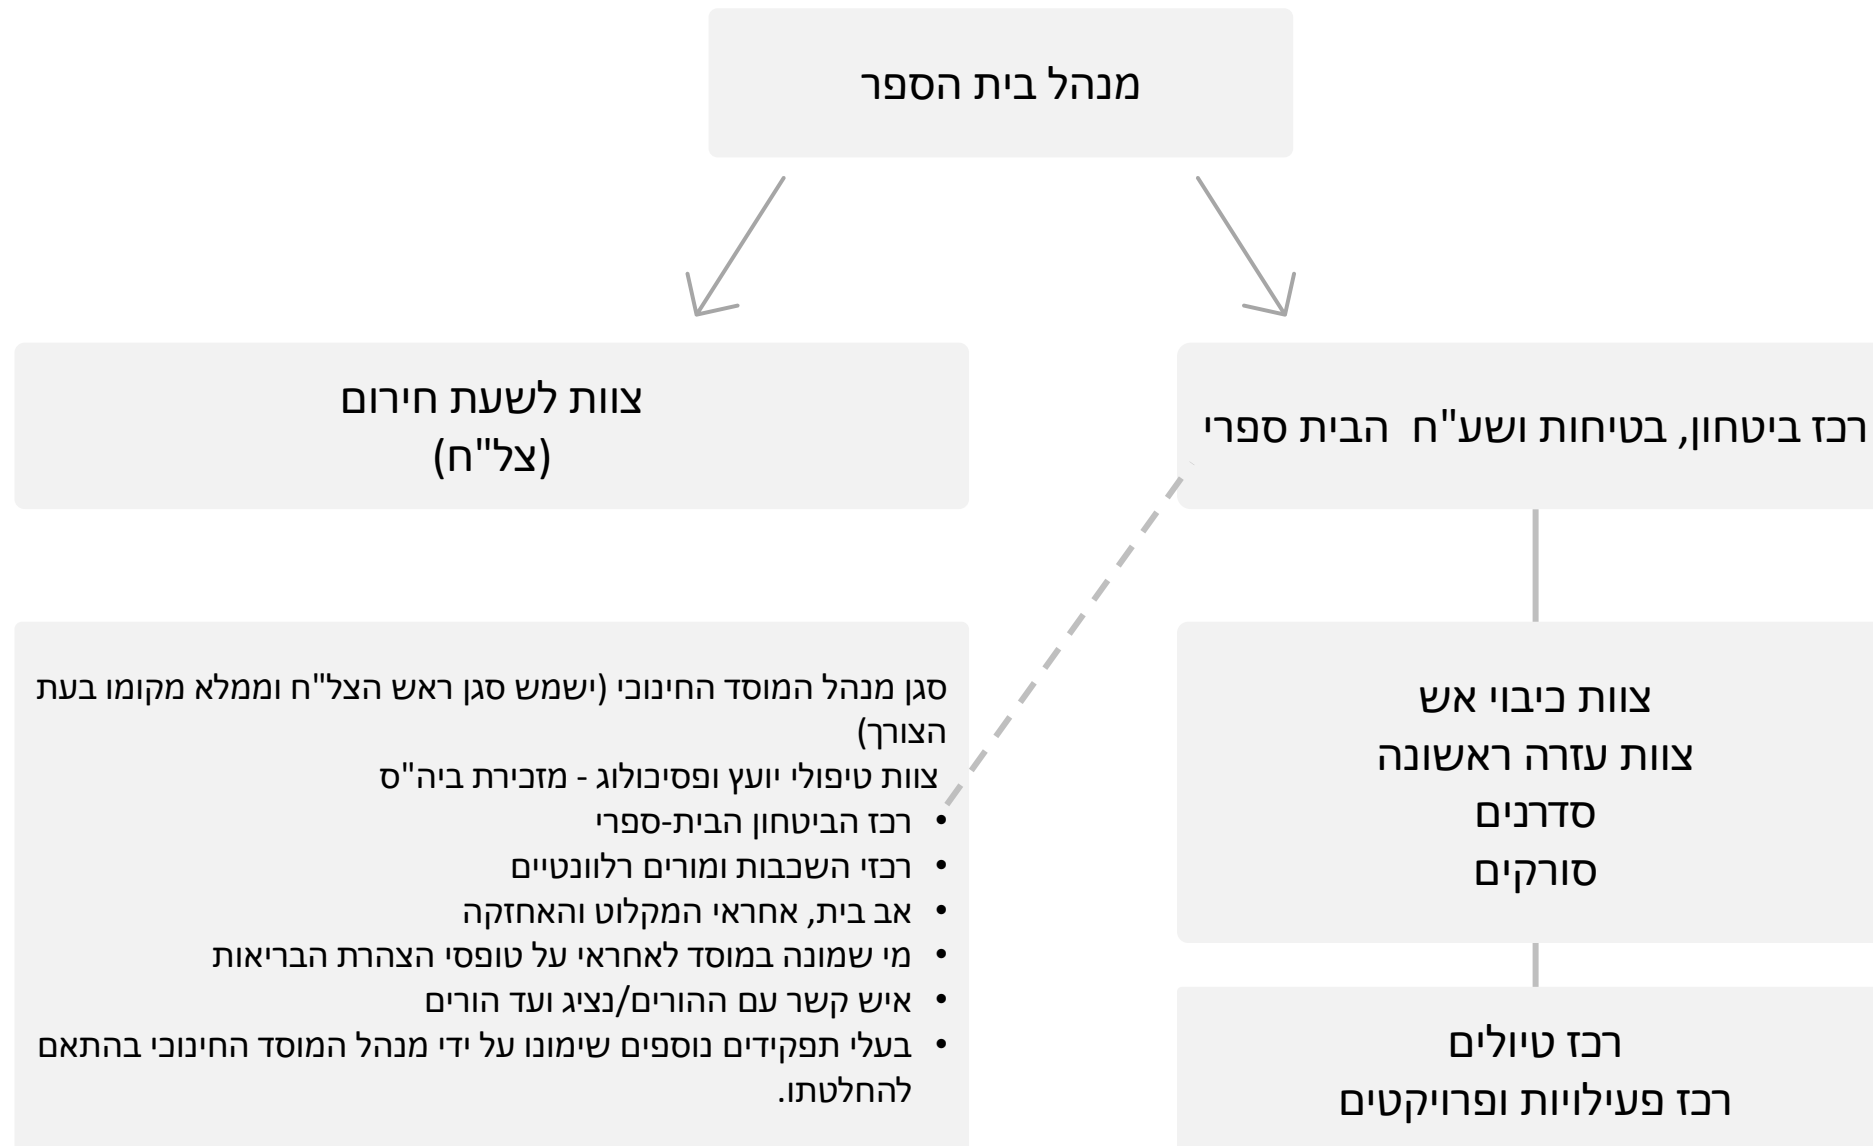 מנהל בית הספר
רכז ביטחון, בטיחות ושע"ח הבית ספרי
צוות לשעת חירום
(צל"ח)
צוות כיבוי אש
צוות עזרה ראשונה
סדרנים
סורקים
רכז טיולים
רכז פעילויות ופרויקטים
סגן מנהל המוסד החינוכי (ישמש סגן ראש הצל"ח וממלא מקומו בעת
הצורך)
צוות טיפולי יועץ ופסיכולוג - מזכירת ביה"ס
• רכז הביטחון הבית-ספרי
• רכזי השכבות ומורים רלוונטיים
• אב בית, אחראי המקלוט והאחזקה
• מי שמונה במוסד לאחראי על טופסי הצהרת הבריאות
• איש קשר עם ההורים/נציג ועד הורים
• בעלי תפקידים נוספים שימונו על ידי מנהל המוסד החינוכי בהתאם
להחלטתו.